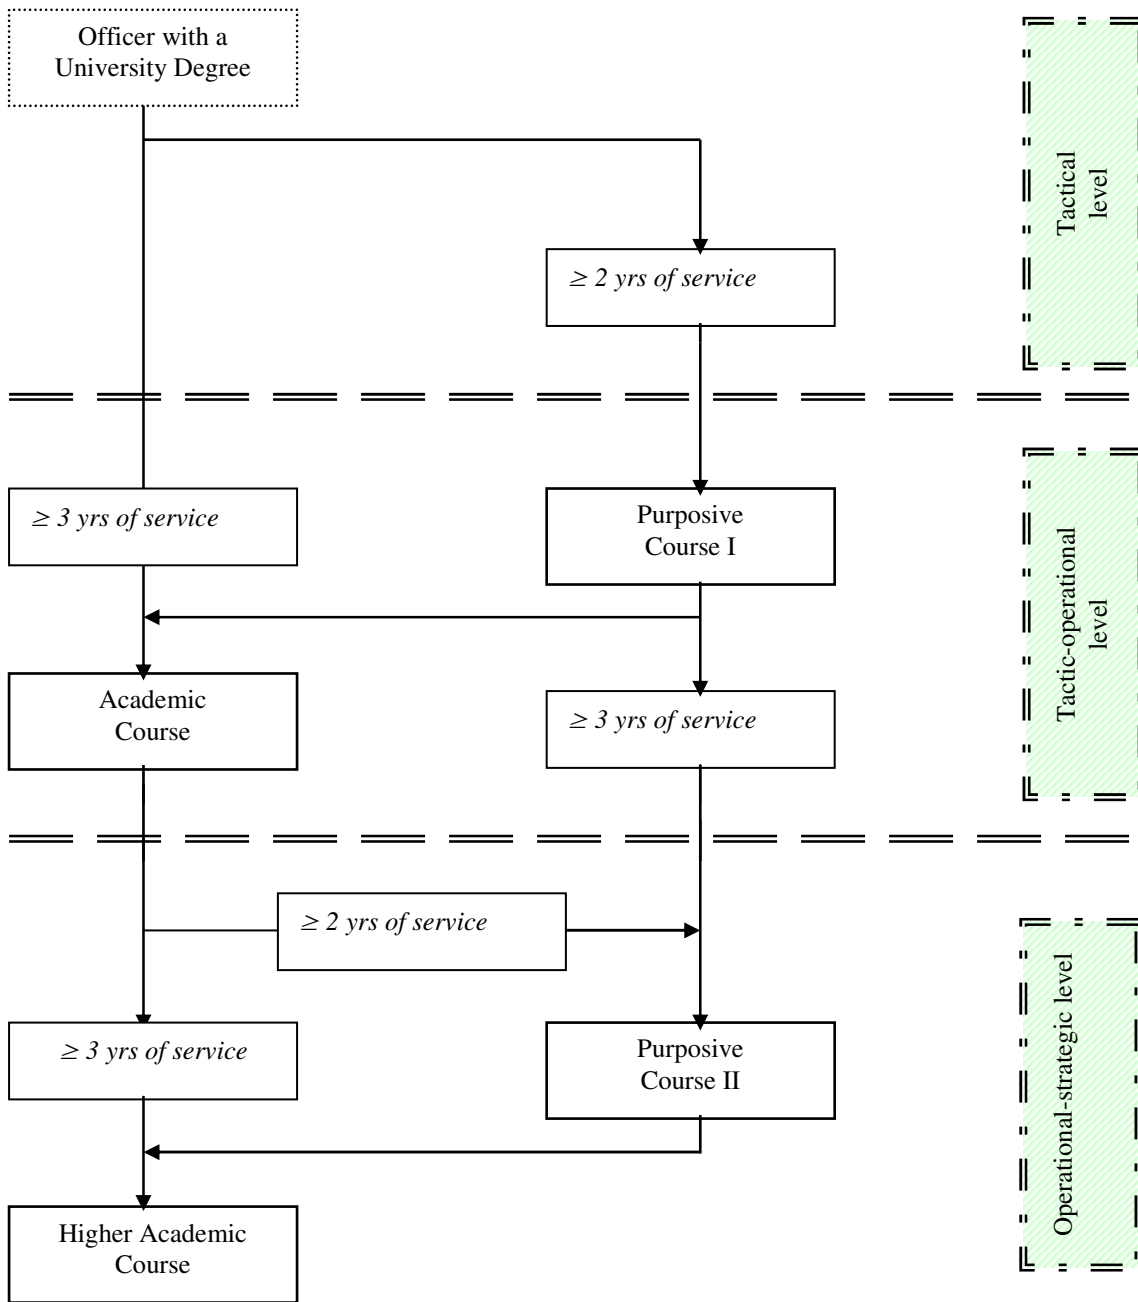 Officer with a
University Degree
Tactical
level
≥ 2 yrs of service
≥ 3 yrs of service
Purposive
Course I
Tactic-operational
level
Academic
Course
≥ 3 yrs of service
≥ 2 yrs of service
≥ 3 yrs of service
Purposive
Course II
Operational-strategic level
Higher Academic
Course